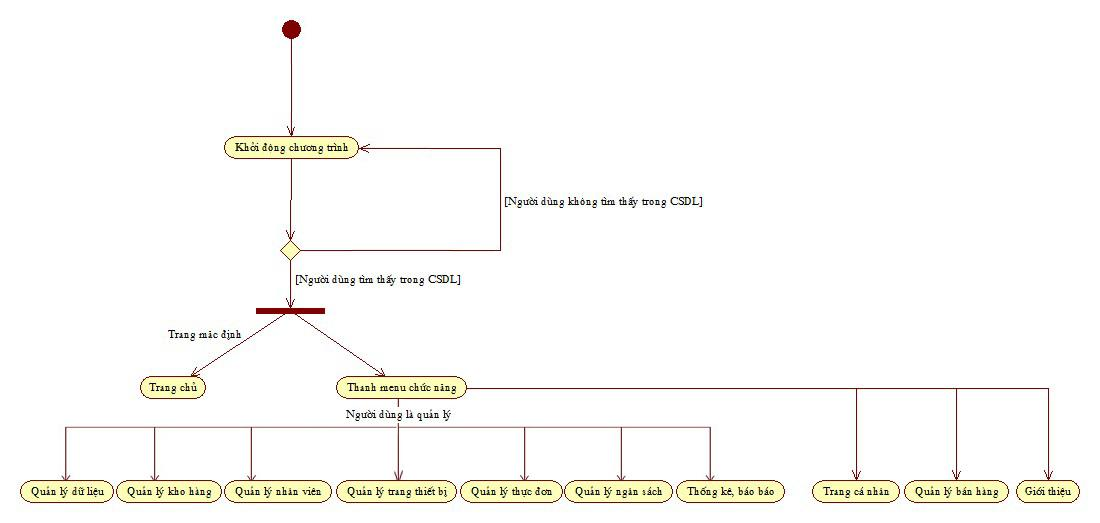 Khởi động chương trình
[Người dùng không tìm thấy trong CSDL]
[Người dùng tìm thấy trong CSDL]
Trang mặc định
Trang chủ
Thanh menu chức năng
Người dùng là quản lý
Quản lý dữ liệu
Quản lý kho hàng
Quản lý nhân viên
Quản lý trang thiết bị
Quản lý thực đơn
Quản lý ngân sách
Thống kê, báo báo
Trang cá nhân
Quản lý bán hàng
Giới thiệu